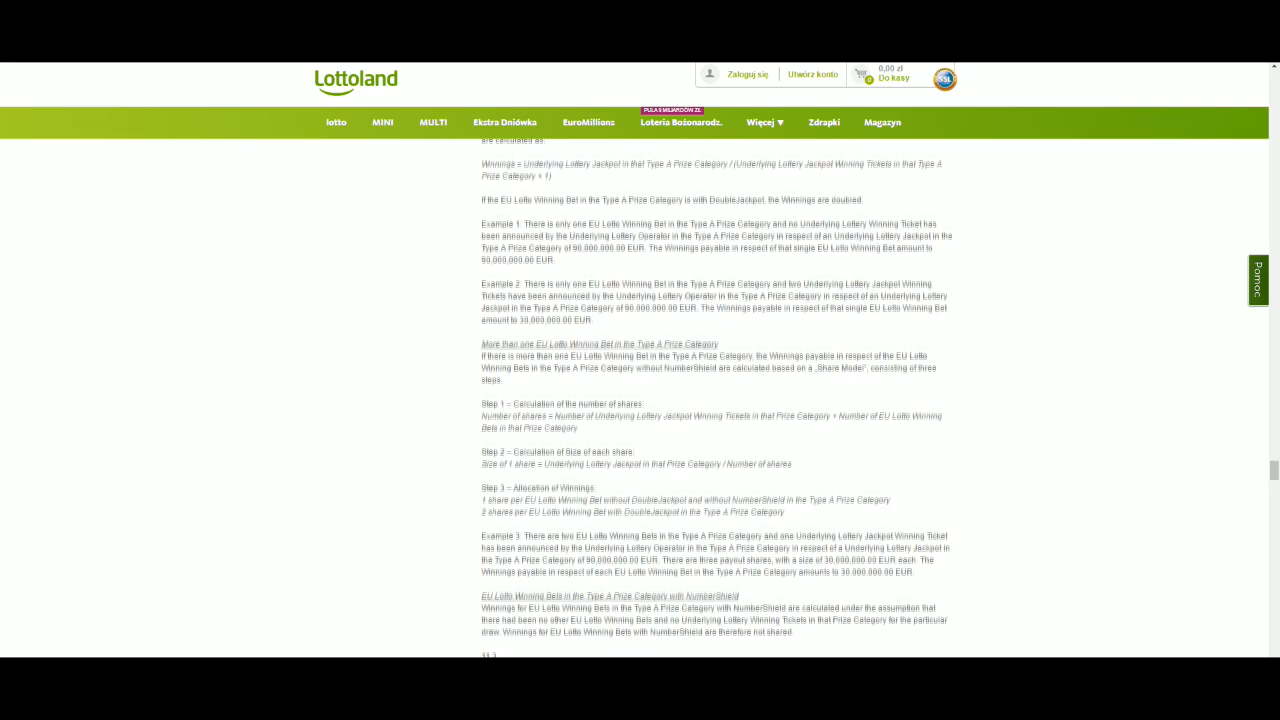 Lottoland
Zaloguj się
Utwórz konto
0,00 zł
0
Do kasy
SSL
PULA 9 MILIARDÓW ZŁ
lotto MINI MULTI Ekstra Dniówka EuroMillions Loteria Bożonarodz. Więcej ▼ Zdrapki Magazyn
are calculated as:
Winnings = Underlying Lottery Jackpot in that Type A Prize Category / (Underlying Lottery Jackpot Winning Tickets in that Type A
Prize Category + 1)
If the EU Lotto Winning Bet in the Type A Prize Category is with DoubleJackpot, the Winnings are doubled.
Example 1: There is only one EU Lotto Winning Bet in the Type A Prize Category and no Underlying Lottery Winning Ticket has
been announced by the Underlying Lottery Operator in the Type A Prize Category in respect of an Underlying Lottery Jackpot in the
Type A Prize Category of 90,000,000.00 EUR. The Winnings payable in respect of that single EU Lotto Winning Bet amount to
90,000,000.00 EUR.
Example 2: There is only one EU Lotto Winning Bet in the Type A Prize Category and two Underlying Lottery Jackpot Winning
Tickets have been announced by the Underlying Lottery Operator in the Type A Prize Category in respect of an Underlying Lottery
Jackpot in the Type A Prize Category of 90,000,000.00 EUR. The Winnings payable in respect of that single EU Lotto Winning Bet
amount to 30,000,000.00 EUR.
More than one EU Lotto Winning Bet in the Type A Prize Category
If there is more than one EU Lotto Winning Bet in the Type A Prize Category, the Winnings payable in respect of the EU Lotto
Winning Bets in the Type A Prize Category without NumberShield are calculated based on a „Share Model”, consisting of three
steps.
Step 1 – Calculation of the number of shares:
Number of shares = Number of Underlying Lottery Jackpot Winning Tickets in that Prize Category + Number of EU Lotto Winning
Bets in that Prize Category
Step 2 – Calculation of Size of each share:
Size of 1 share = Underlying Lottery Jackpot in that Prize Category / Number of shares
Step 3 – Allocation of Winnings:
1 share per EU Lotto Winning Bet without DoubleJackpot and without NumberShield in the Type A Prize Category
2 shares per EU Lotto Winning Bet with DoubleJackpot in the Type A Prize Category
Example 3: There are two EU Lotto Winning Bets in the Type A Prize Category and one Underlying Lottery Jackpot Winning Ticket
has been announced by the Underlying Lottery Operator in the Type A Prize Category in respect of a Underlying Lottery Jackpot in
the Type A Prize Category of 90,000,000.00 EUR. There are three payout shares, with a size of 30,000,000.00 EUR each. The
Winnings payable in respect of each EU Lotto Winning Bet in the Type A Prize Category amounts to 30,000,000.00 EUR.
EU Lotto Winning Bets in the Type A Prize Category with NumberShield
Winnings for EU Lotto Winning Bets in the Type A Prize Category with NumberShield are calculated under the assumption that
there had been no other EU Lotto Winning Bets and no Underlying Lottery Winning Tickets in that Prize Category for the particular
draw. Winnings for EU Lotto Winning Bets with NumberShield are therefore not shared.
Pomoc